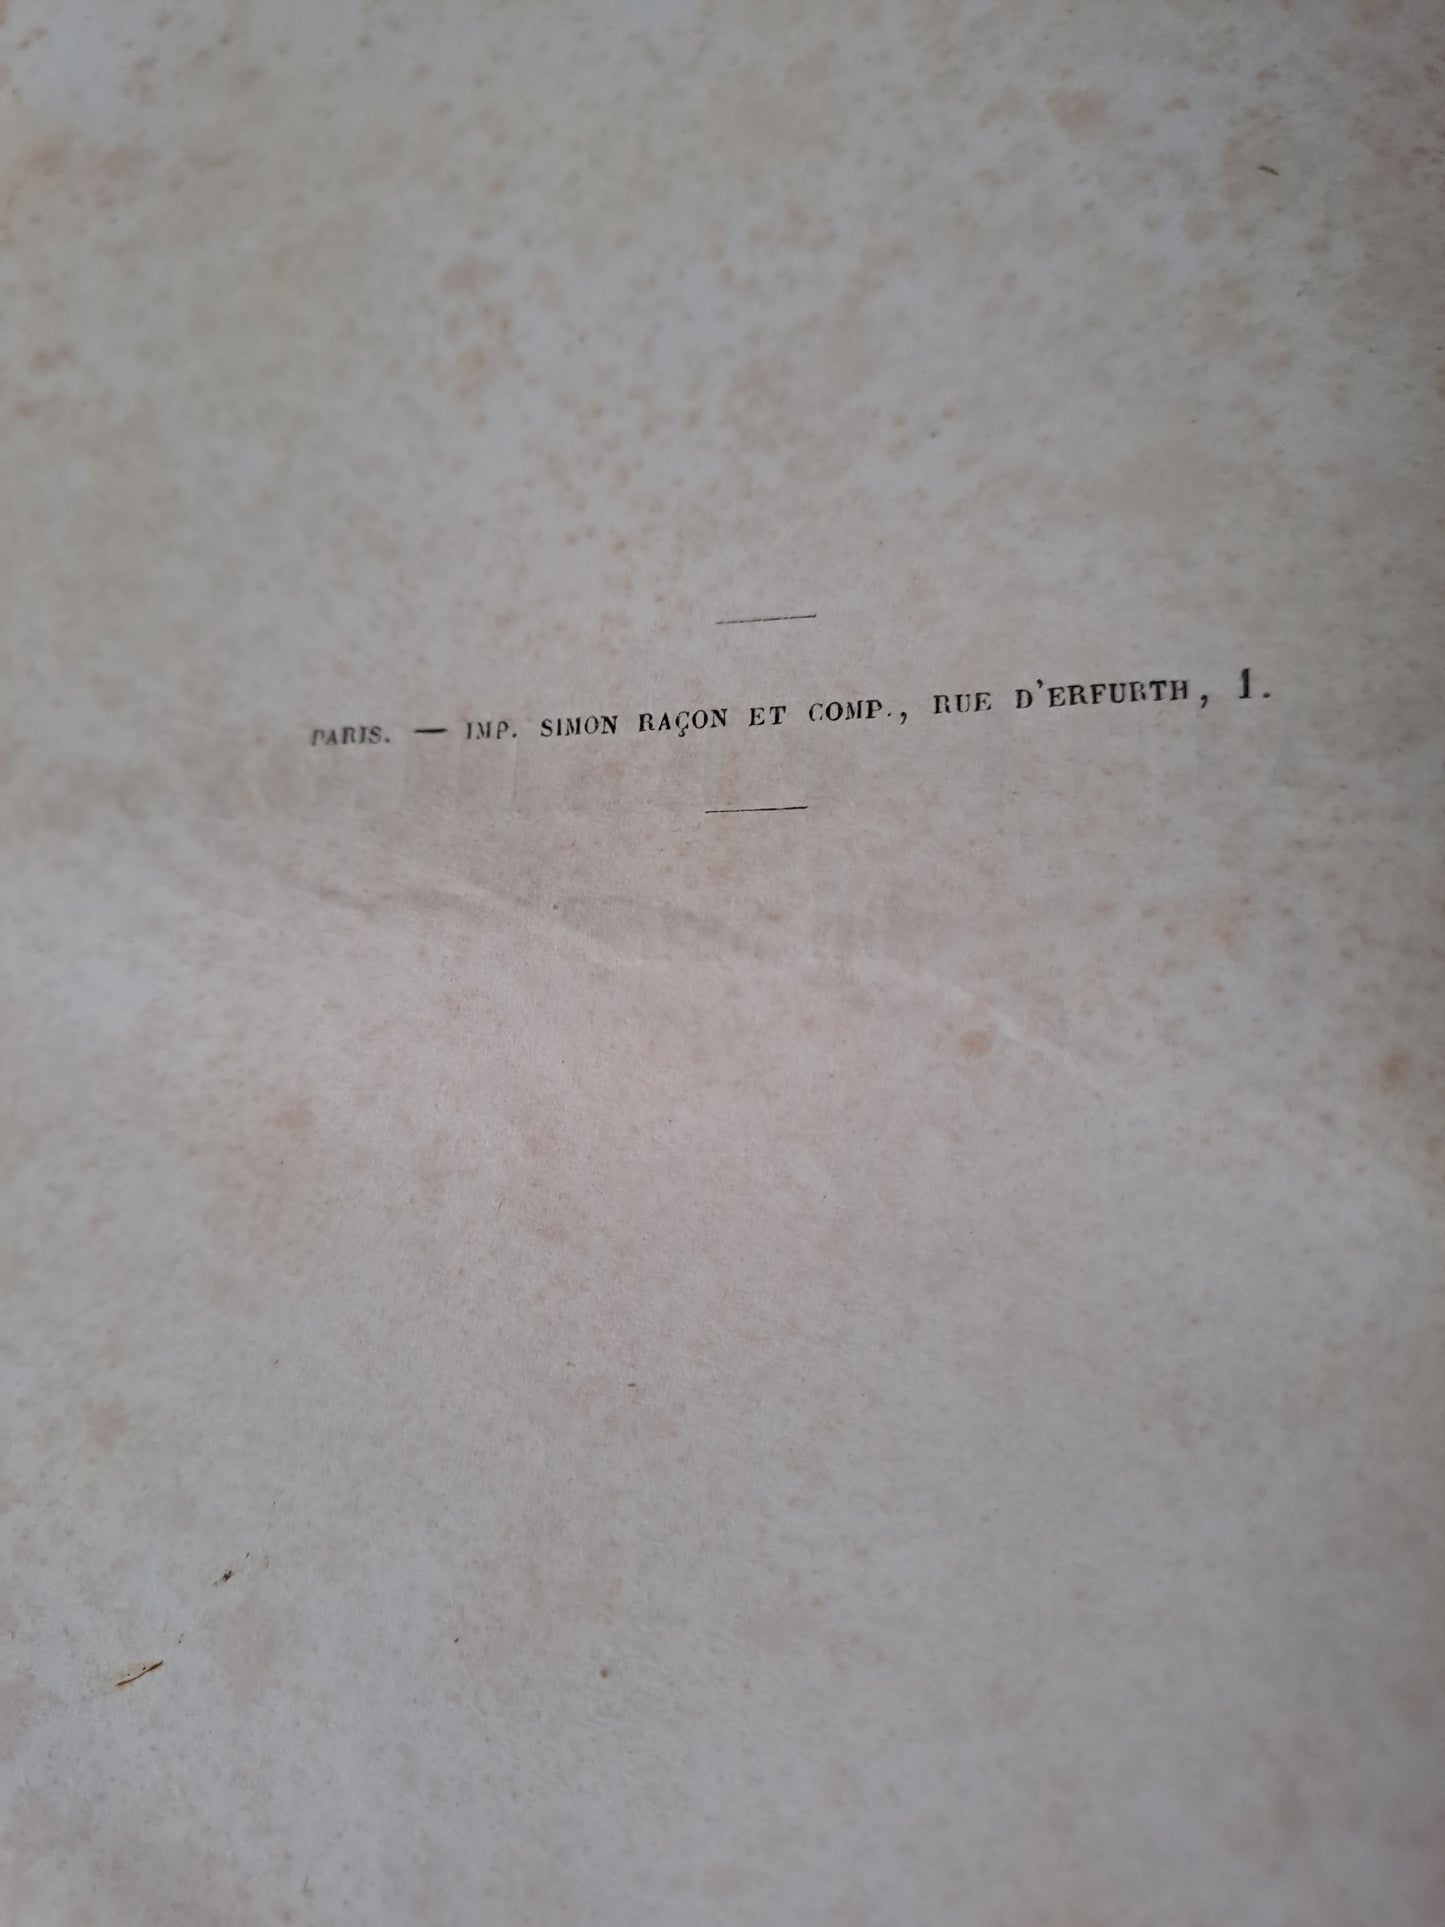 PARIS. — IMP. SIMON RAÇON ET COMP., RUE D'ERFURTH, 1.